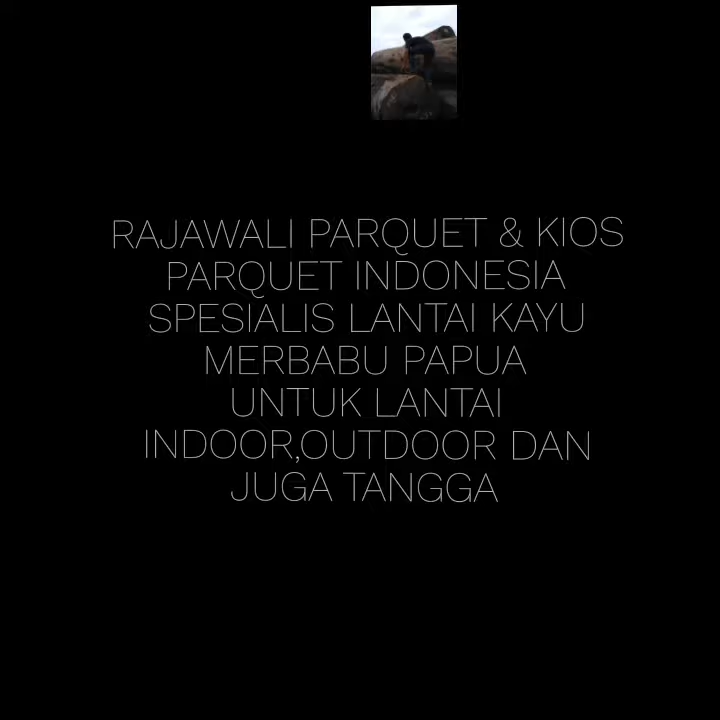 RAJAWALI PARQUET & KIOS
PARQUET INDONESIA
SPESIALIS LANTAI KAYU
MERBABU PAPUA
UNTUK LANTAI
INDOOR,OUTDOOR DAN
JUGA TANGGA